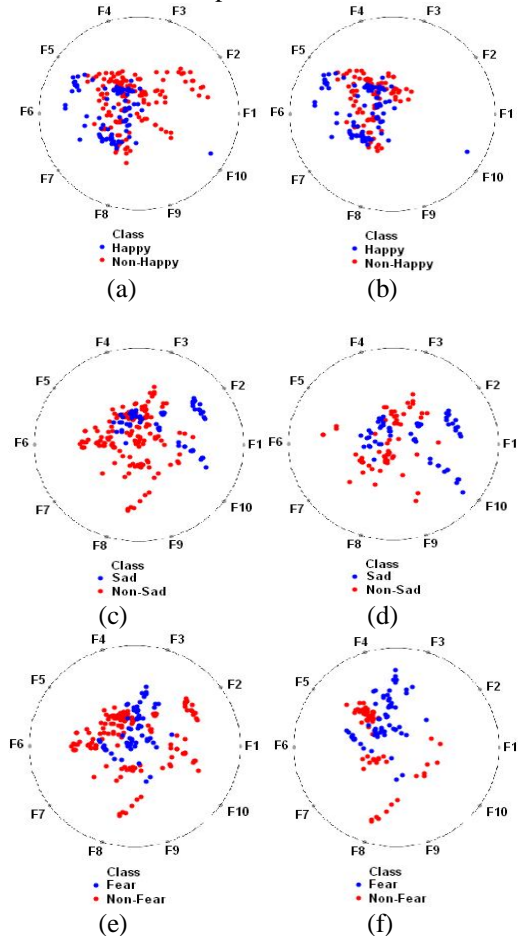 F4 F3 F4 F3
F5 F2 F5 F2
F6 F1 F6 F1
F7 F10 F7 F10
F8 F9 F8 F9
Class Class
Happy Happy
Non-Happy Non-Happy
(a) (b)
F4 F3 F4 F3
F5 F2 F5 F2
F6 F1 F6 F1
F7 F10 F7 F10
F8 F9 F8 F9
Class Class
Sad Sad
Non-Sad Non-Sad
(c) (d)
F4 F3 F4 F3
F5 F2 F5 F2
F6 F1 F6 F1
F7 F10 F7 F10
F8 F9 F8 F9
Class Class
Fear Fear
Non-Fear Non-Fear
(e) (f)